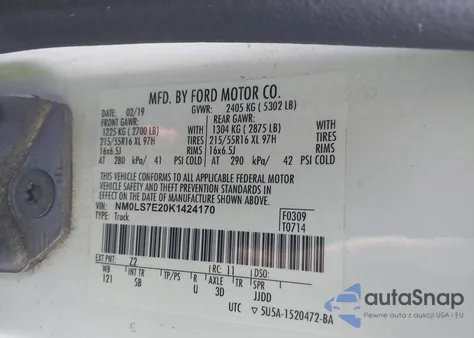 MFD. BY FORD MOTOR CO.
02/19 GVWR: 2405 KG ( 5302 LB)
FRONT GAWR: REAR GAWR:
1225 KG ( 2700 LB) WITH 1304 KG ( 2875 LB) WITH
215/55R16 XL 97H TIRES 215/55R16 XL 97H TIRES
16x6.5J RIMS 16x6.5J RIMS
AT 280 kPa/ 41 PSI COLD AT 290 kPa/ 42 PSI COLD
THIS VEHICLE CONFORMS TO ALL APPLICABLE FEDERAL MOTOR
VEHICLE SAFETY AND THEFT PREVENTION STANDARDS IN EFFECT ON
THE DATE OF MANUFACTURE SHOWN ABOVE.
VIN: NM0LS7E20K1424170
TYPE: Truck
F0309
T0714
EXT PNT: Z2 RC: 11 DSO:
WB INT TR TP/PS R AXLE TR SPR
121 SB U 3D JJDD
UTC 5U5A-1520472-BA
autoSnap
Cars from Auctions in USA - EU